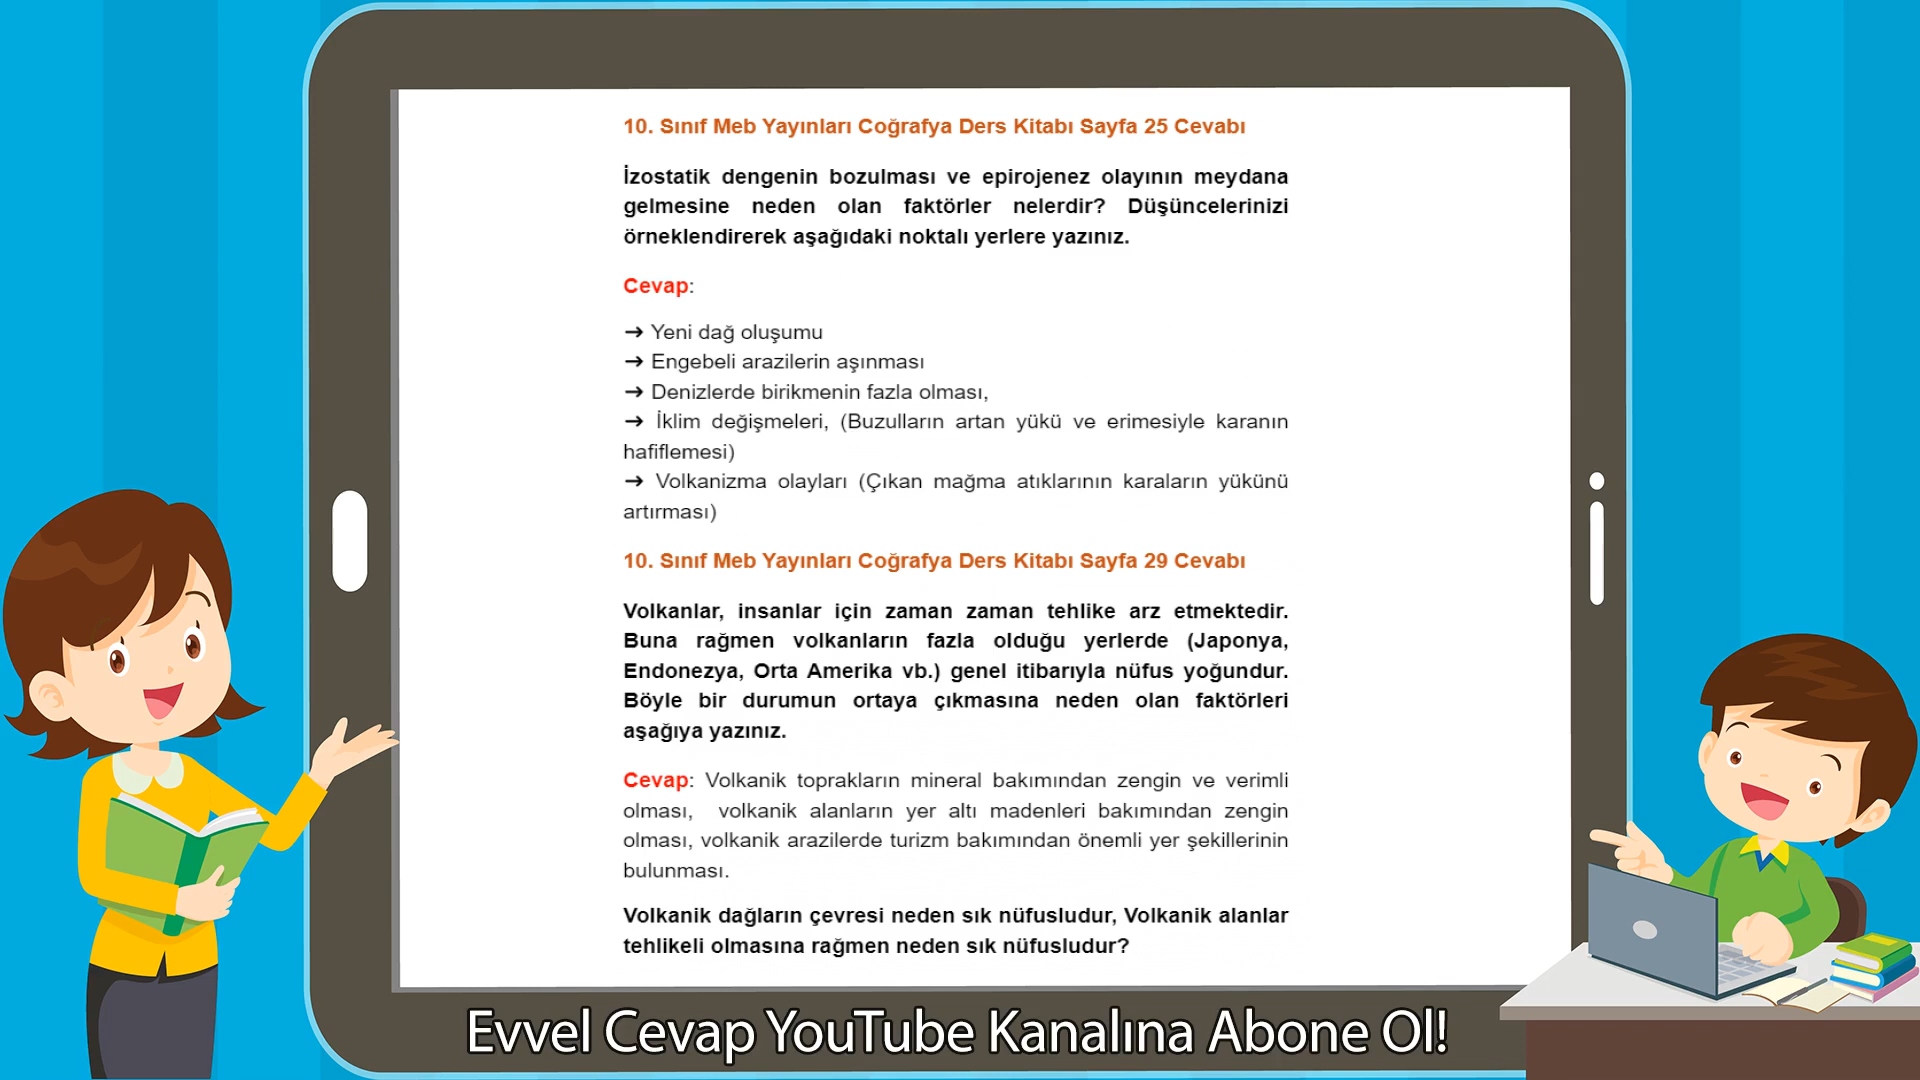 10. Sınıf Meb Yayınları Coğrafya Ders Kitabı Sayfa 25 Cevabı
İzostatik dengenin bozulması ve epirojenez olayının meydana
gelmesine neden olan faktörler nelerdir? Düşüncelerinizi
örneklendirerek aşağıdaki noktalı yerlere yazınız.
Cevap:
→ Yeni dağ oluşumu
→ Engebeli arazilerin aşınması
→ Denizlerde birikmenin fazla olması,
→ İklim değişmeleri, (Buzulların artan yükü ve erimesiyle karanın
hafiflemesi)
→ Volkanizma olayları (Çıkan mağma atıklarının karaların yükünü
artırması)
10. Sınıf Meb Yayınları Coğrafya Ders Kitabı Sayfa 29 Cevabı
Volkanlar, insanlar için zaman zaman tehlike arz etmektedir.
Buna rağmen volkanların fazla olduğu yerlerde (Japonya,
Endonezya, Orta Amerika vb.) genel itibarıyla nüfus yoğundur.
Böyle bir durumun ortaya çıkmasına neden olan faktörleri
aşağıya yazınız.
Cevap: Volkanik toprakların mineral bakımından zengin ve verimli
olması, volkanik alanların yer altı madenleri bakımından zengin
olması, volkanik arazilerde turizm bakımından önemli yer şekillerinin
bulunması.
Volkanik dağların çevresi neden sık nüfusludur, Volkanik alanlar
tehlikeli olmasına rağmen neden sık nüfusludur?
Evvel Cevap YouTube Kanalına Abone Ol!